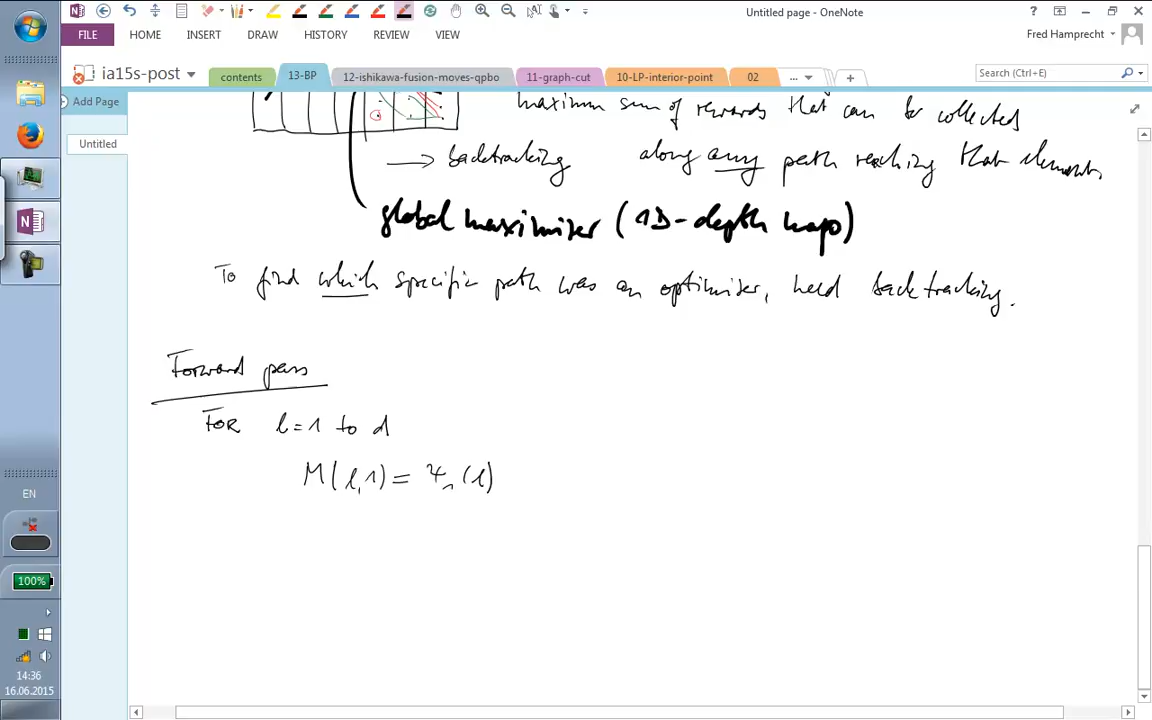 Untitled page - OneNote
FILE HOME INSERT DRAW HISTORY REVIEW VIEW
Fred Hamprecht
ia15s-post
contents 13-BP 12-ishikawa-fusion-moves-qpbo 11-graph-cut 10-LP-interior-point 02 ... +
Search (Ctrl+E)
Add Page
Untitled
maximum sum of rewards that can be collected
→ backtracking along any path reaching that element.
global maximiser (1D-depth map)
To find which specific path was an optimiser, need backtracking.
Forward pass
FOR l=1 to d
M(l,1) = Ψ₁(l)
EN
100%
14:36
16.06.2015